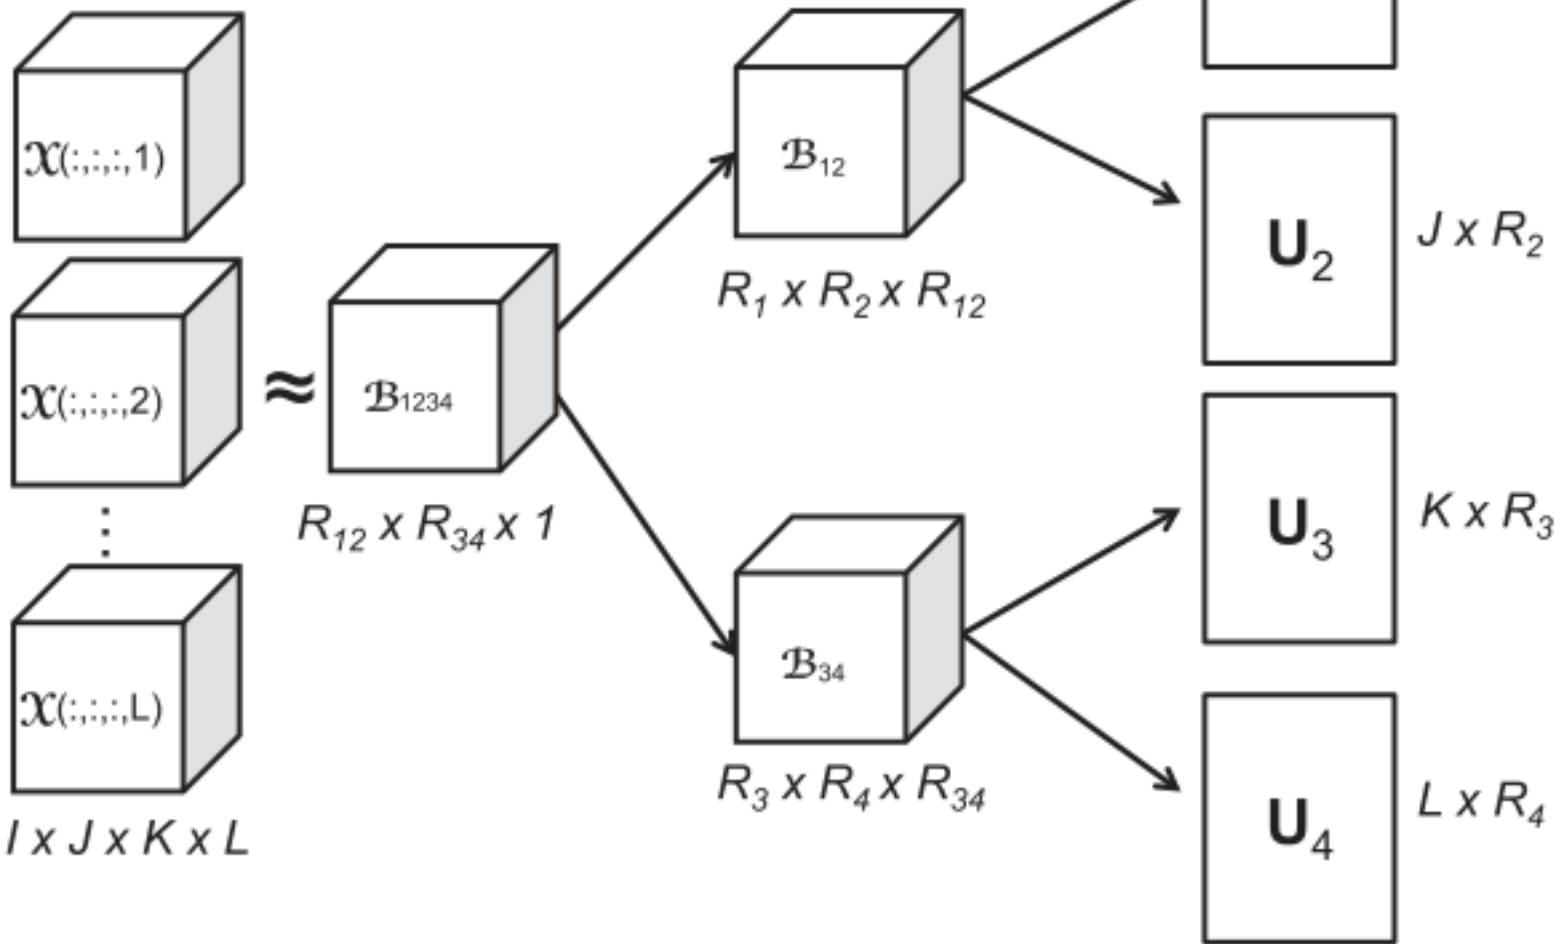 𝒳(:,:,:,1)
𝒳(:,:,:,2)
⋮
𝒳(:,:,:,L)
I x J x K x L
≈
ℬ₁₂₃₄
R₁₂ x R₃₄ x 1
ℬ₁₂
R₁ x R₂ x R₁₂
ℬ₃₄
R₃ x R₄ x R₃₄
U₂
J x R₂
U₃
K x R₃
U₄
L x R₄